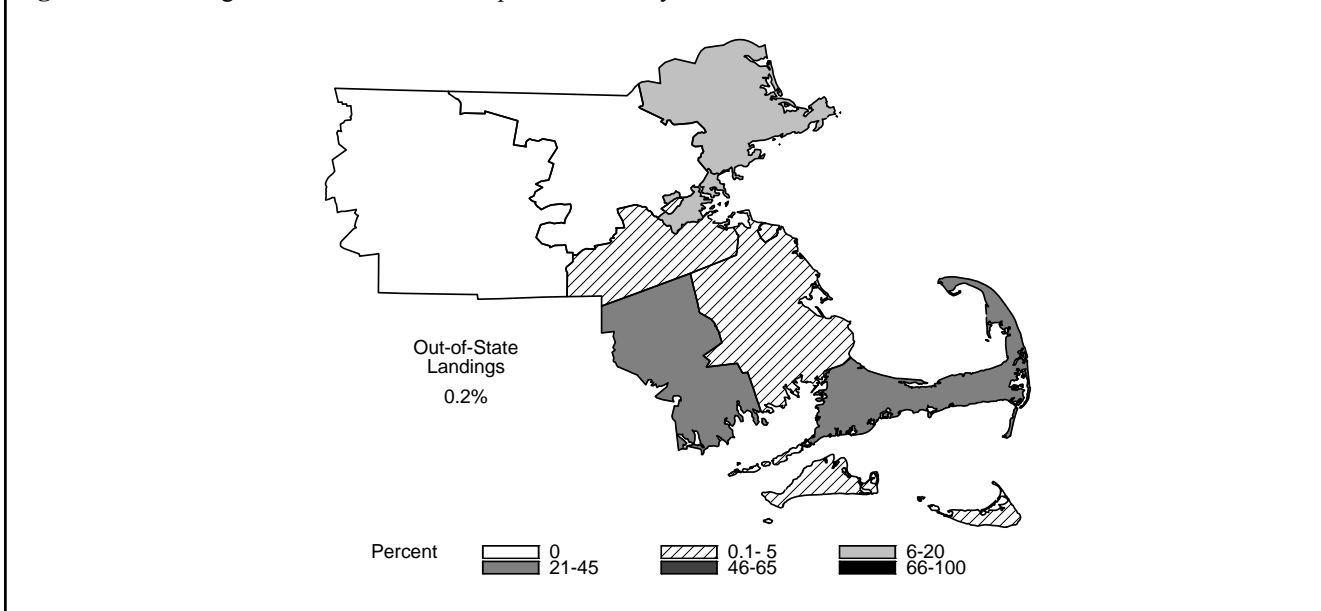 Out-of-State
Landings
0.2%
Percent
0
0.1- 5
6-20
21-45
46-65
66-100